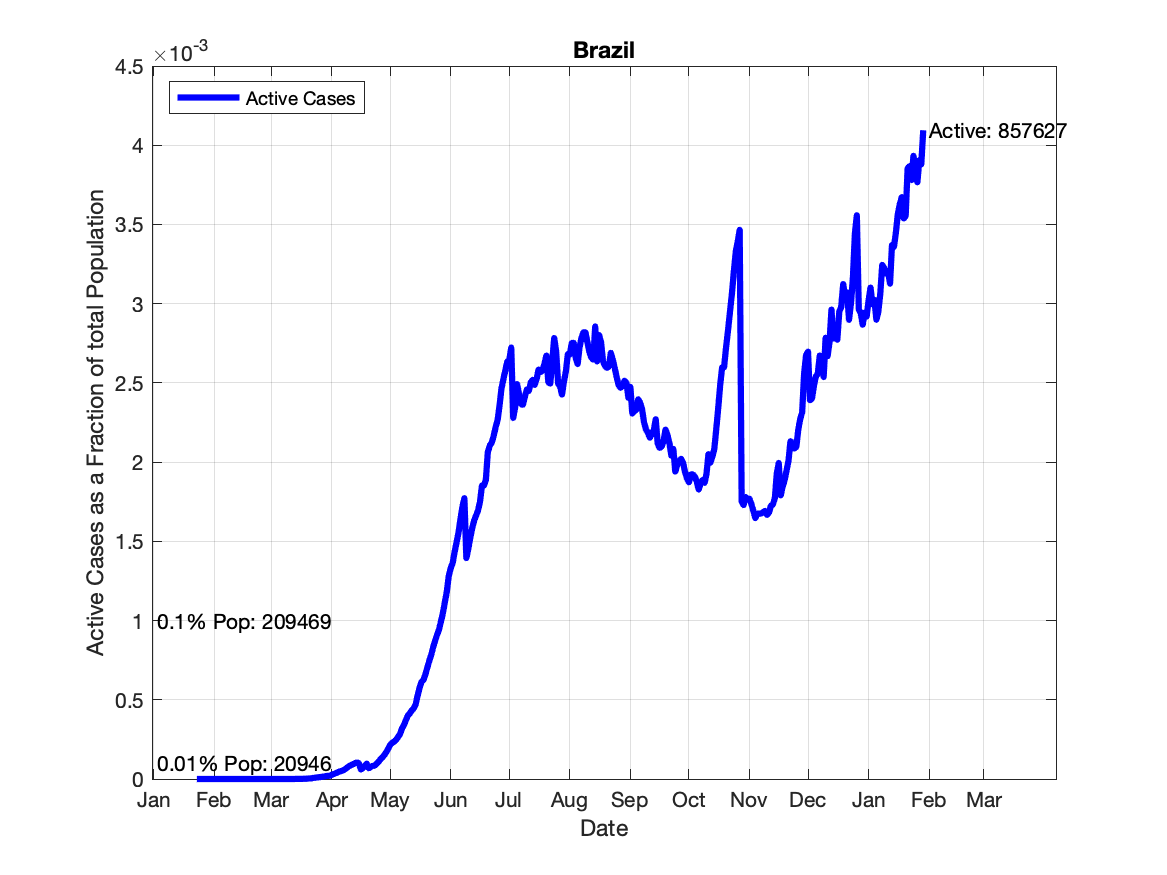 Brazil
×10-3
Active Cases
Active: 857627
4.5
4
3.5
3
2.5
2
1.5
1
0.5
0
0.1% Pop: 209469
0.01% Pop: 20946
Active Cases as a Fraction of total Population
Jan Feb Mar Apr May Jun Jul Aug Sep Oct Nov Dec Jan Feb Mar
Date